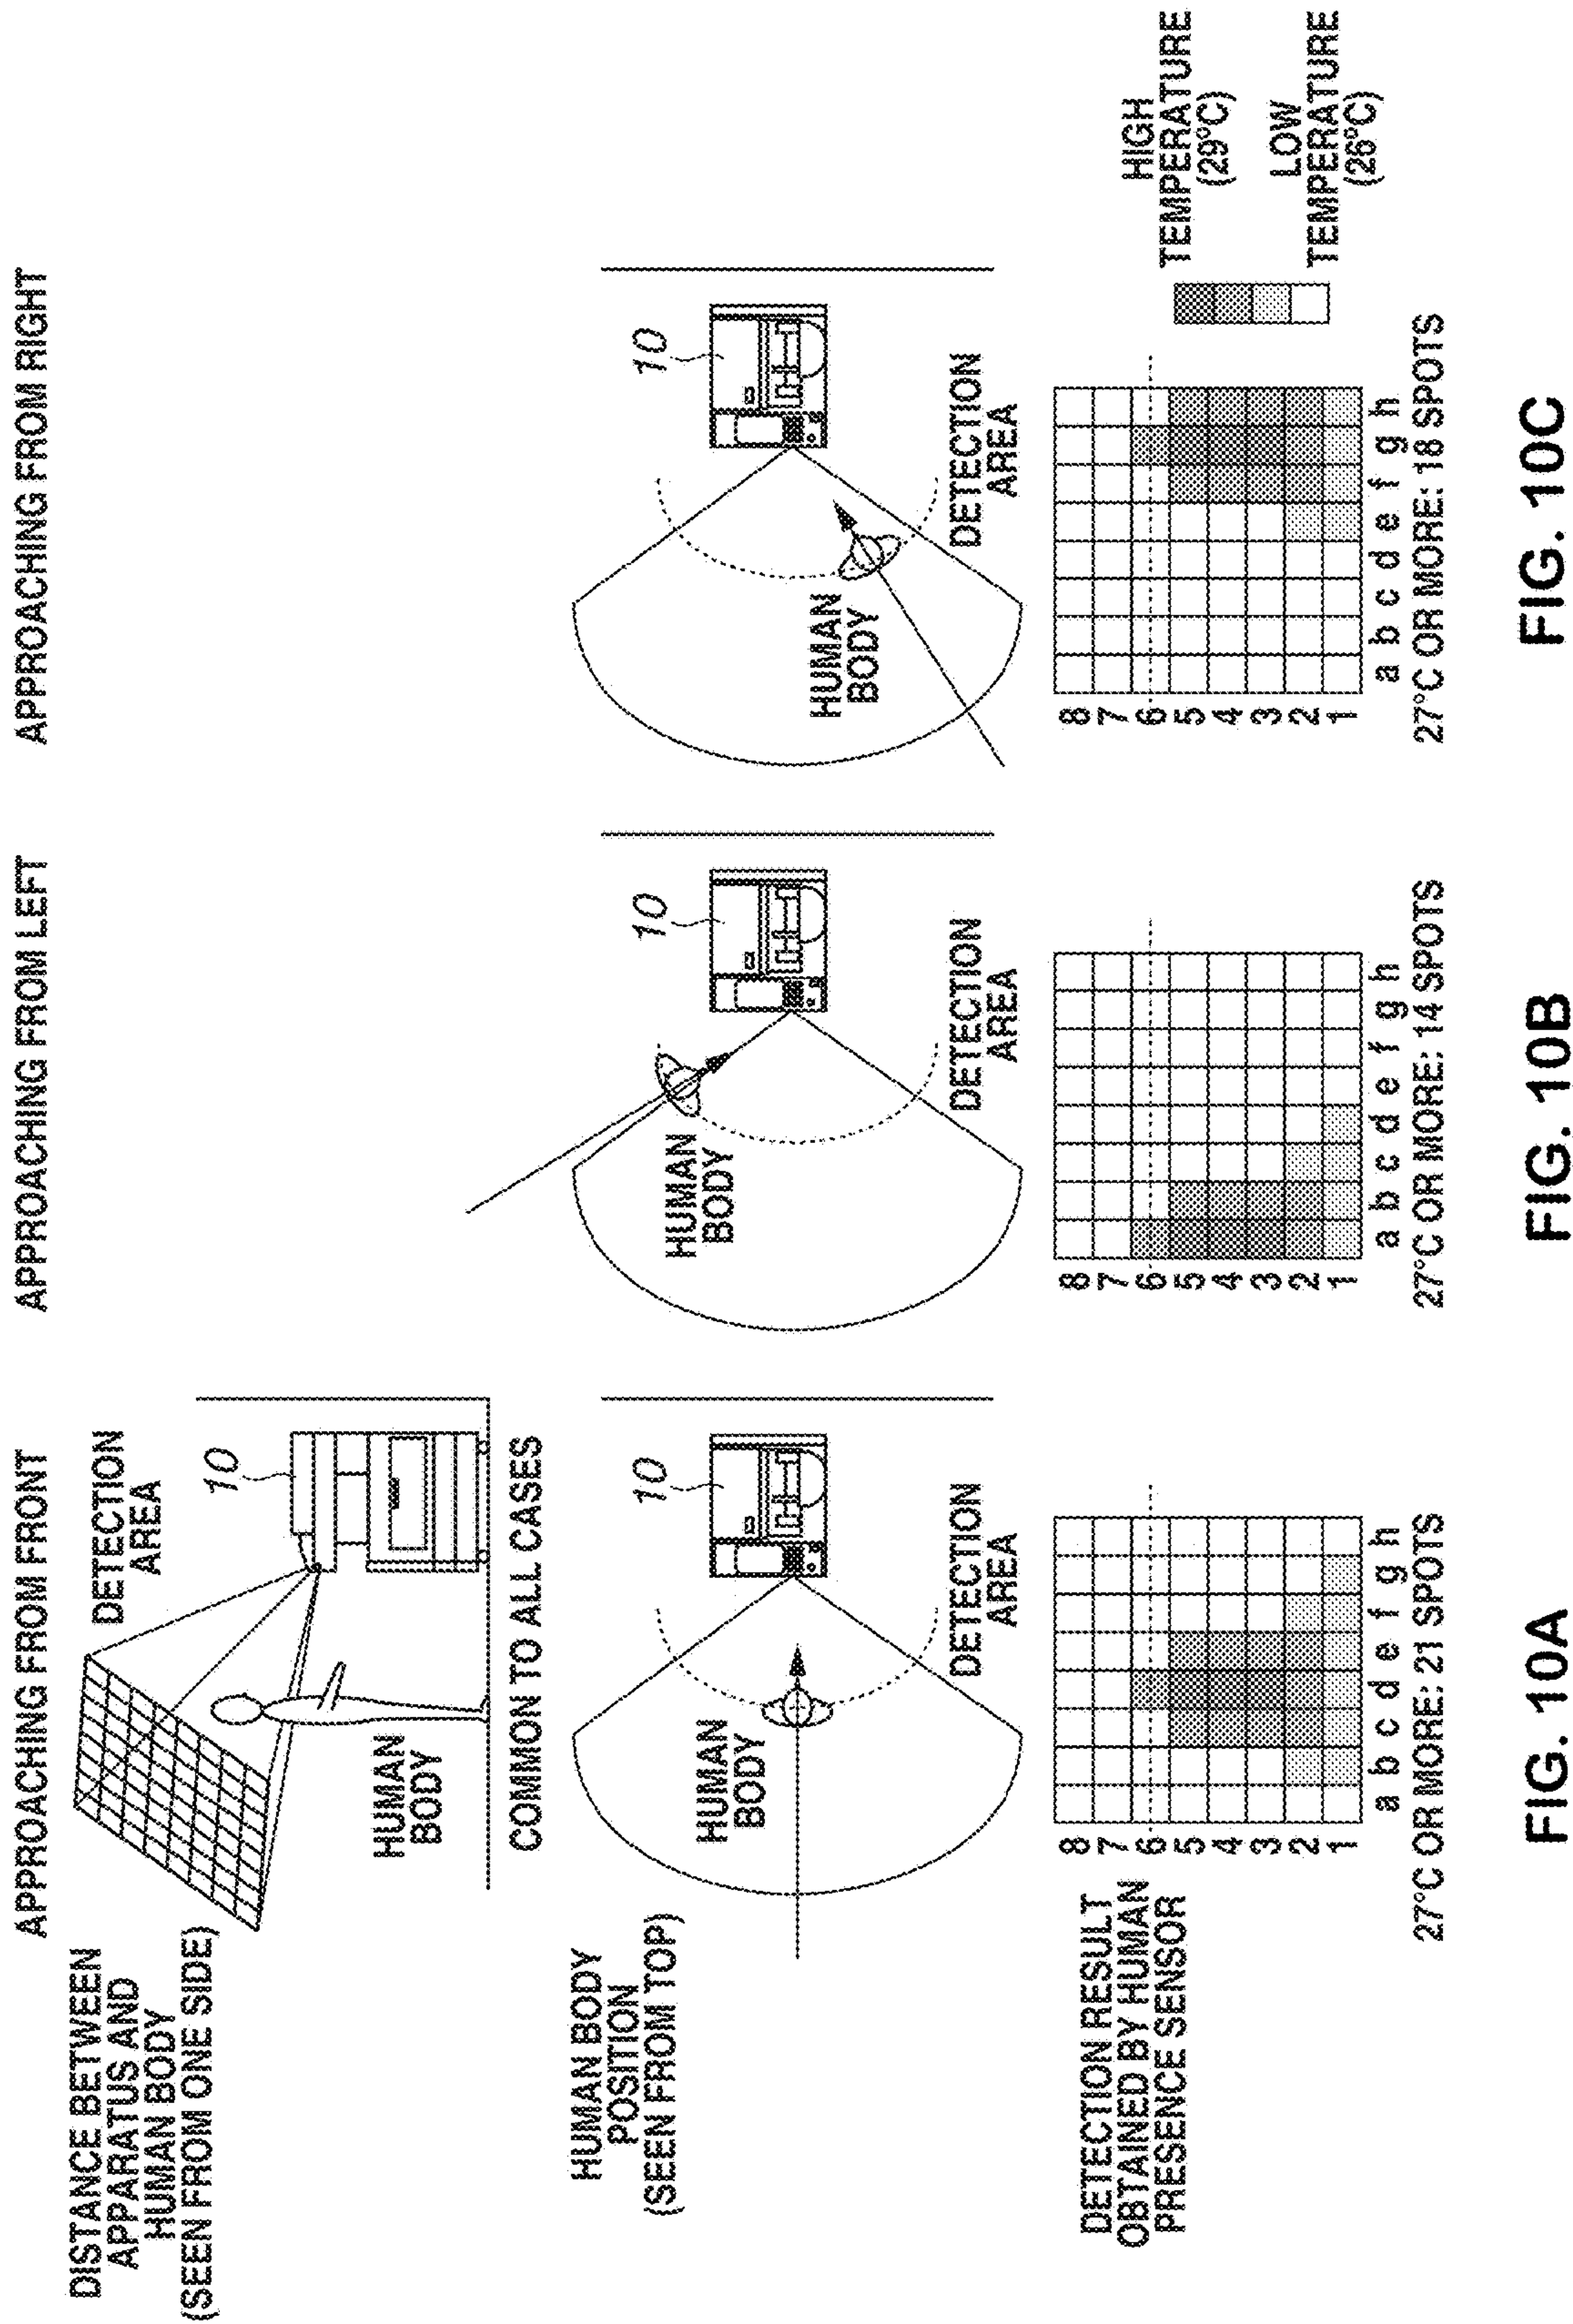 APPROACHING FROM FRONT
APPROACHING FROM LEFT
APPROACHING FROM RIGHT
DISTANCE BETWEEN
APPARATUS AND
HUMAN BODY
(SEEN FROM ONE SIDE)
DETECTION
AREA
10
HUMAN
BODY
COMMON TO ALL CASES
HUMAN BODY
POSITION
(SEEN FROM TOP)
HUMAN
BODY
10
DETECTION
AREA
HUMAN
BODY
10
DETECTION
AREA
HUMAN
BODY
10
DETECTION
AREA
DETECTION RESULT
OBTAINED BY HUMAN
PRESENCE SENSOR
8
7
6
5
4
3
2
1
a b c d e f g h
27°C OR MORE: 21 SPOTS
8
7
6
5
4
3
2
1
a b c d e f g h
27°C OR MORE: 14 SPOTS
8
7
6
5
4
3
2
1
a b c d e f g h
27°C OR MORE: 18 SPOTS
HIGH
TEMPERATURE
(29°C)
LOW
TEMPERATURE
(26°C)
FIG. 10A
FIG. 10B
FIG. 10C